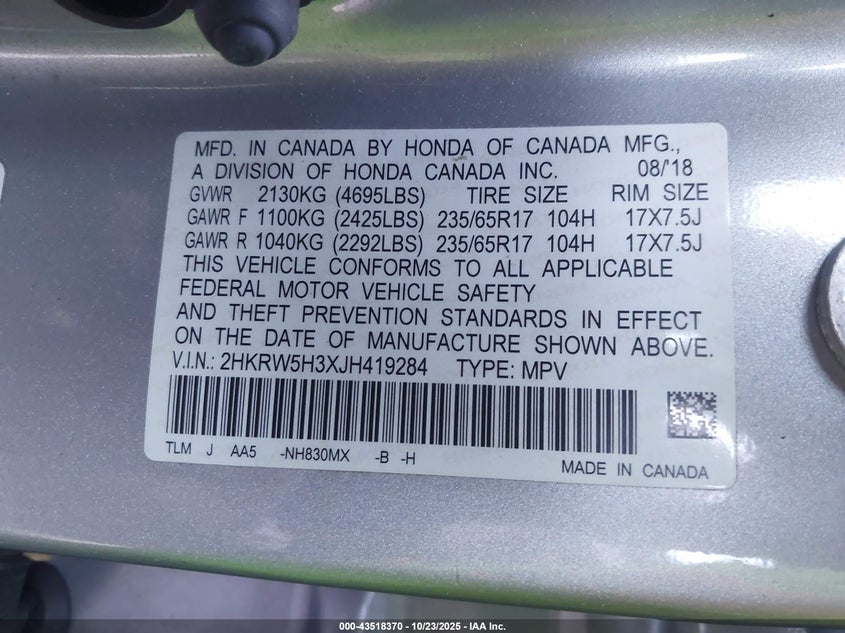 MFD. IN CANADA BY HONDA OF CANADA MFG.,
A DIVISION OF HONDA CANADA INC. 08/'18
GVWR 2130KG (4695LBS) TIRE SIZE RIM SIZE
GAWR F 1100KG (2425LBS) 235/65R17 104H 17X7.5J
GAWR R 1040KG (2292LBS) 235/65R17 104H 17X7.5J
THIS VEHICLE CONFORMS TO ALL APPLICABLE
FEDERAL MOTOR VEHICLE SAFETY
AND THEFT PREVENTION STANDARDS IN EFFECT
ON THE DATE OF MANUFACTURE SHOWN ABOVE.
V.I.N.: 2HKRW5H3XJH419284 TYPE: MPV
TLM J AA5 -NH830MX -B -H
MADE IN CANADA
000-43518370 - 10/23/2025 - IAA Inc.